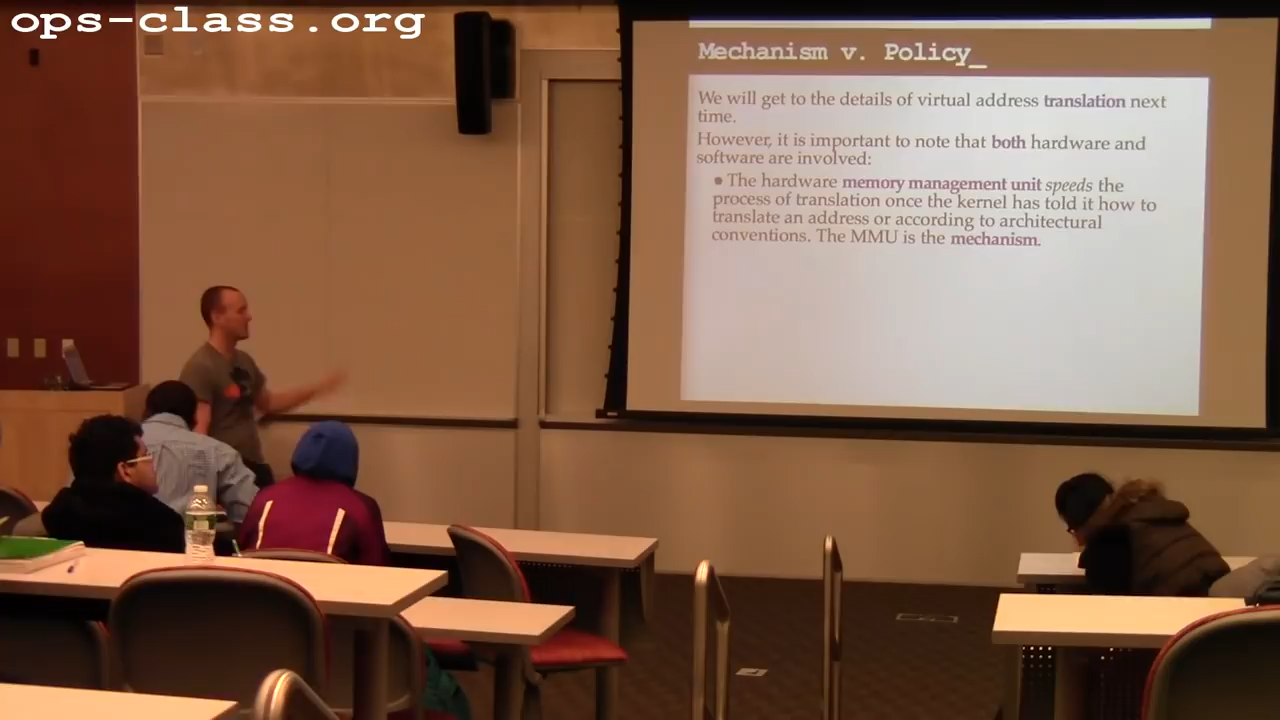 ops-class.org
Mechanism v. Policy_
We will get to the details of virtual address translation next
time.
However, it is important to note that both hardware and
software are involved:
• The hardware memory management unit speeds the
process of translation once the kernel has told it how to
translate an address or according to architectural
conventions. The MMU is the mechanism.